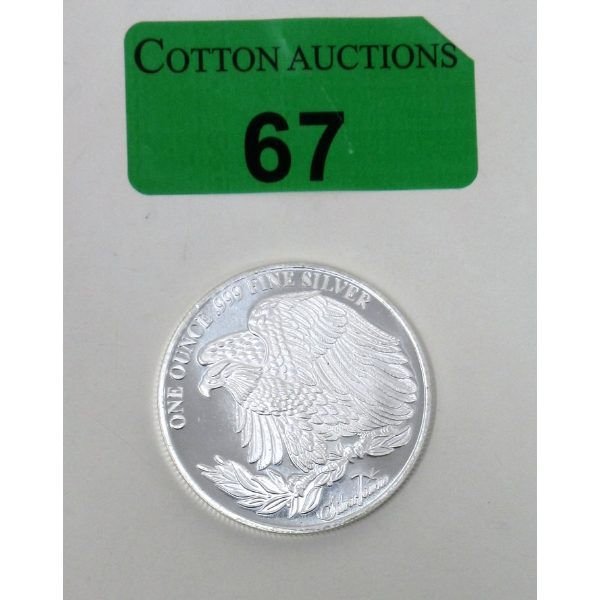 COTTON AUCTIONS
67
ONE OUNCE .999 FINE SILVER